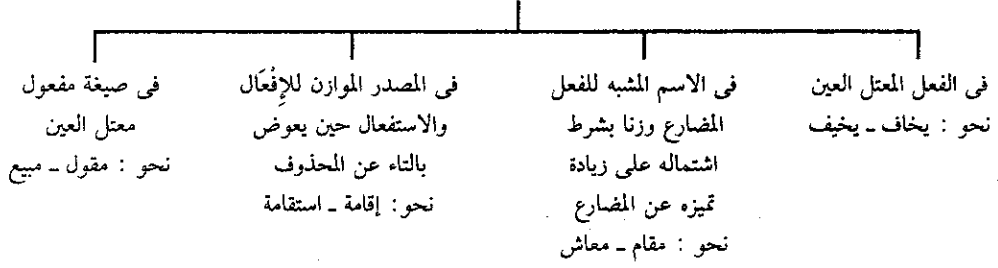 فى الفعل المعتل العين
نحو : يخاف ـ يخيف
فى الاسم المشبه للفعل
المضارع وزنا بشرط
اشتماله على زيادة
تميزه عن المضارع
نحو : مقام ـ معاش
فى المصدر الموازن للإِفْعَال
والاستفعال حين يعوض
بالتاء عن المحذوف
نحو : إقامة ـ استقامة
فى صيغة مفعول
معتل العين
نحو : مقول ـ مبيع